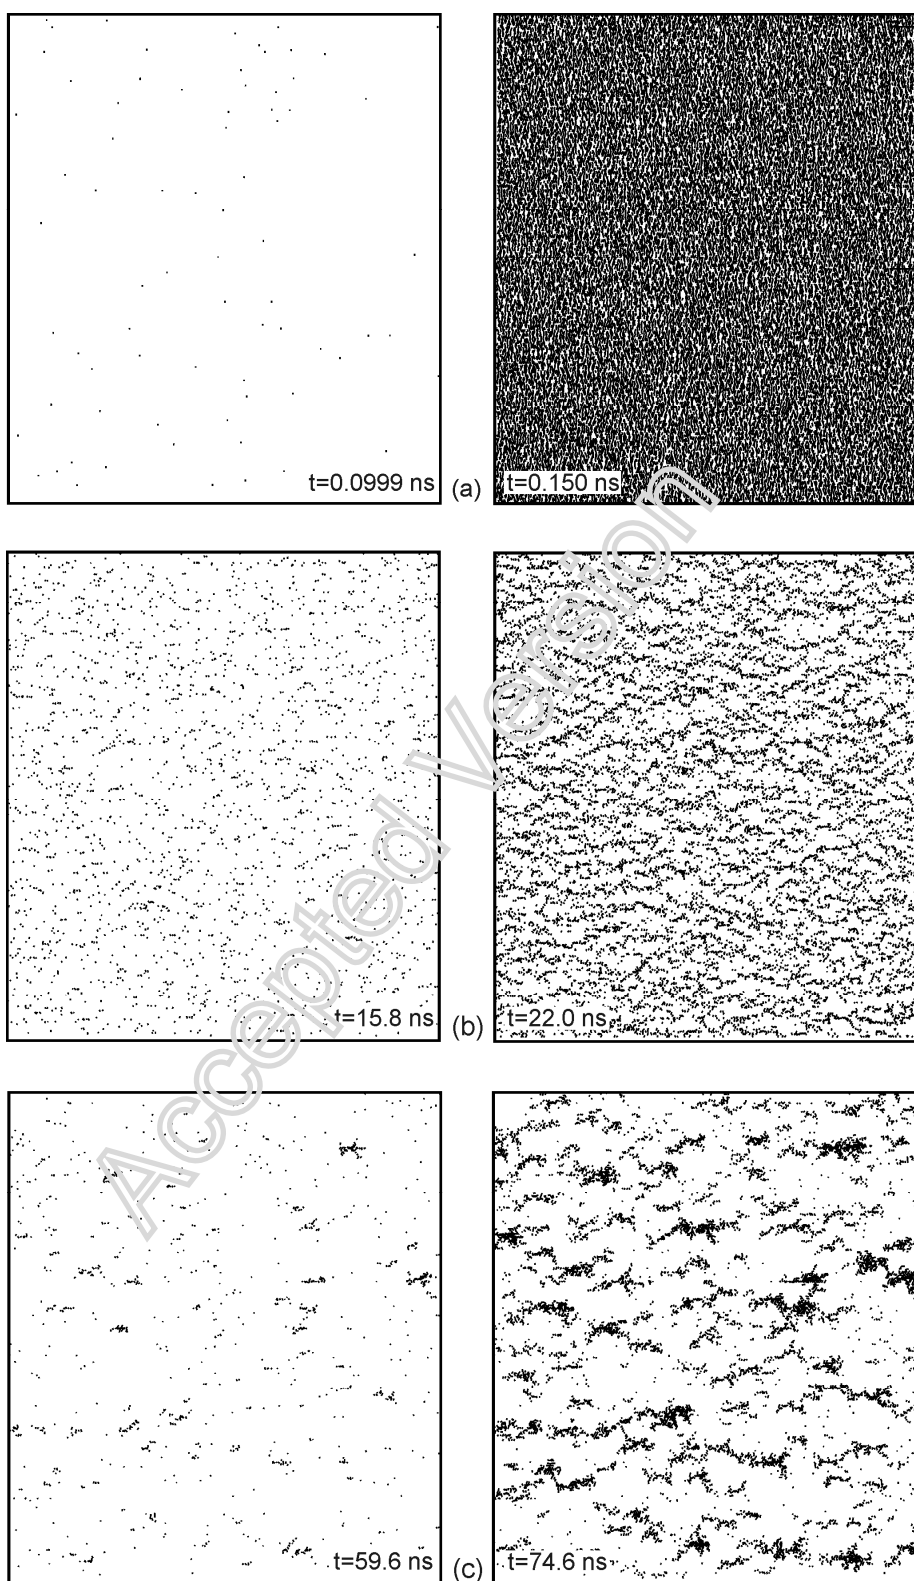 t=0.0999 ns
(a)
t=0.150 ns
t=15.8 ns
(b)
t=22.0 ns
t=59.6 ns
(c)
t=74.6 ns
Accepted Version